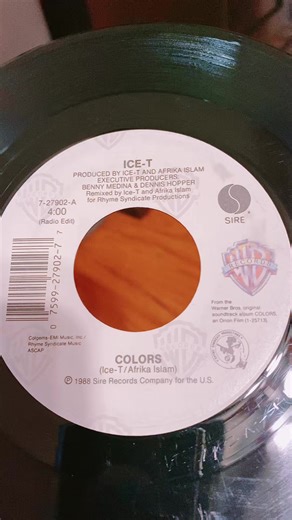 ICE-T
PRODUCED BY ICE-T AND AFRIKA ISLAM
EXECUTIVE PRODUCERS:
BENNY MEDINA & DENNIS HOPPER
Remixed by Ice-T and Afrika Islam
for Rhyme Syndicate Productions
7-27902-A
4:00
(Radio Edit)
SIRE
0 7599-27902-7 7
From the
Warner Bros. original
soundtrack album COLORS,
an Orion Film (1-25713)
Colgems-EMI Music, Inc./
Rhyme Syndicate Music
ASCAP
COLORS
(Ice-T/Afrika Islam)
℗ 1988 Sire Records Company for the U.S.